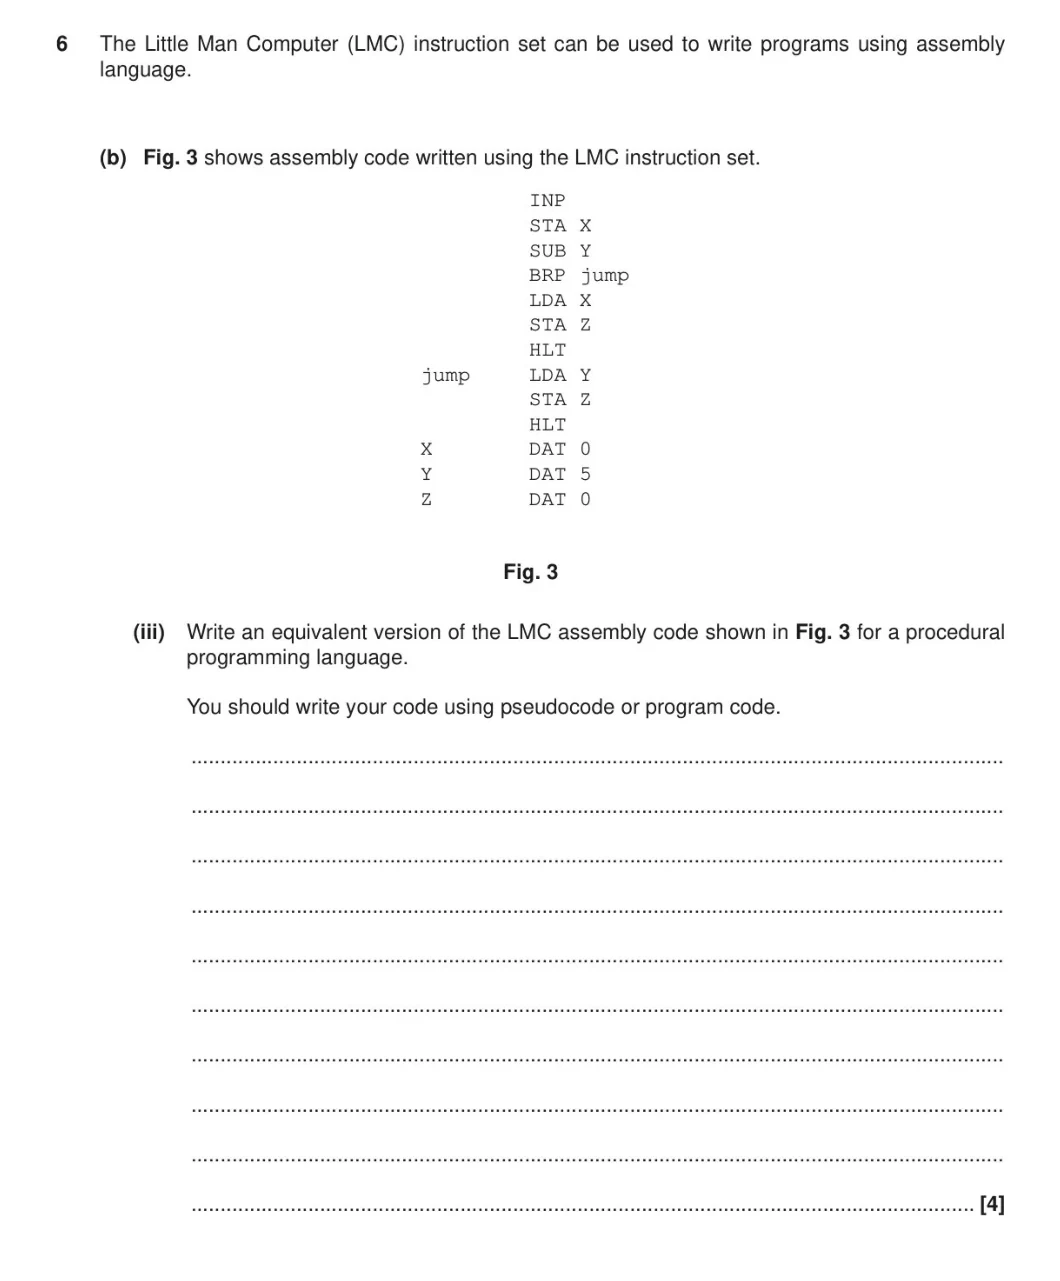 6 The Little Man Computer (LMC) instruction set can be used to write programs using assembly
language.
(b) Fig. 3 shows assembly code written using the LMC instruction set.
INP
STA X
SUB Y
BRP jump
LDA X
STA Z
HLT
jump LDA Y
STA Z
HLT
X DAT 0
Y DAT 5
Z DAT 0
Fig. 3
(iii) Write an equivalent version of the LMC assembly code shown in Fig. 3 for a procedural
programming language.
You should write your code using pseudocode or program code.
[4]